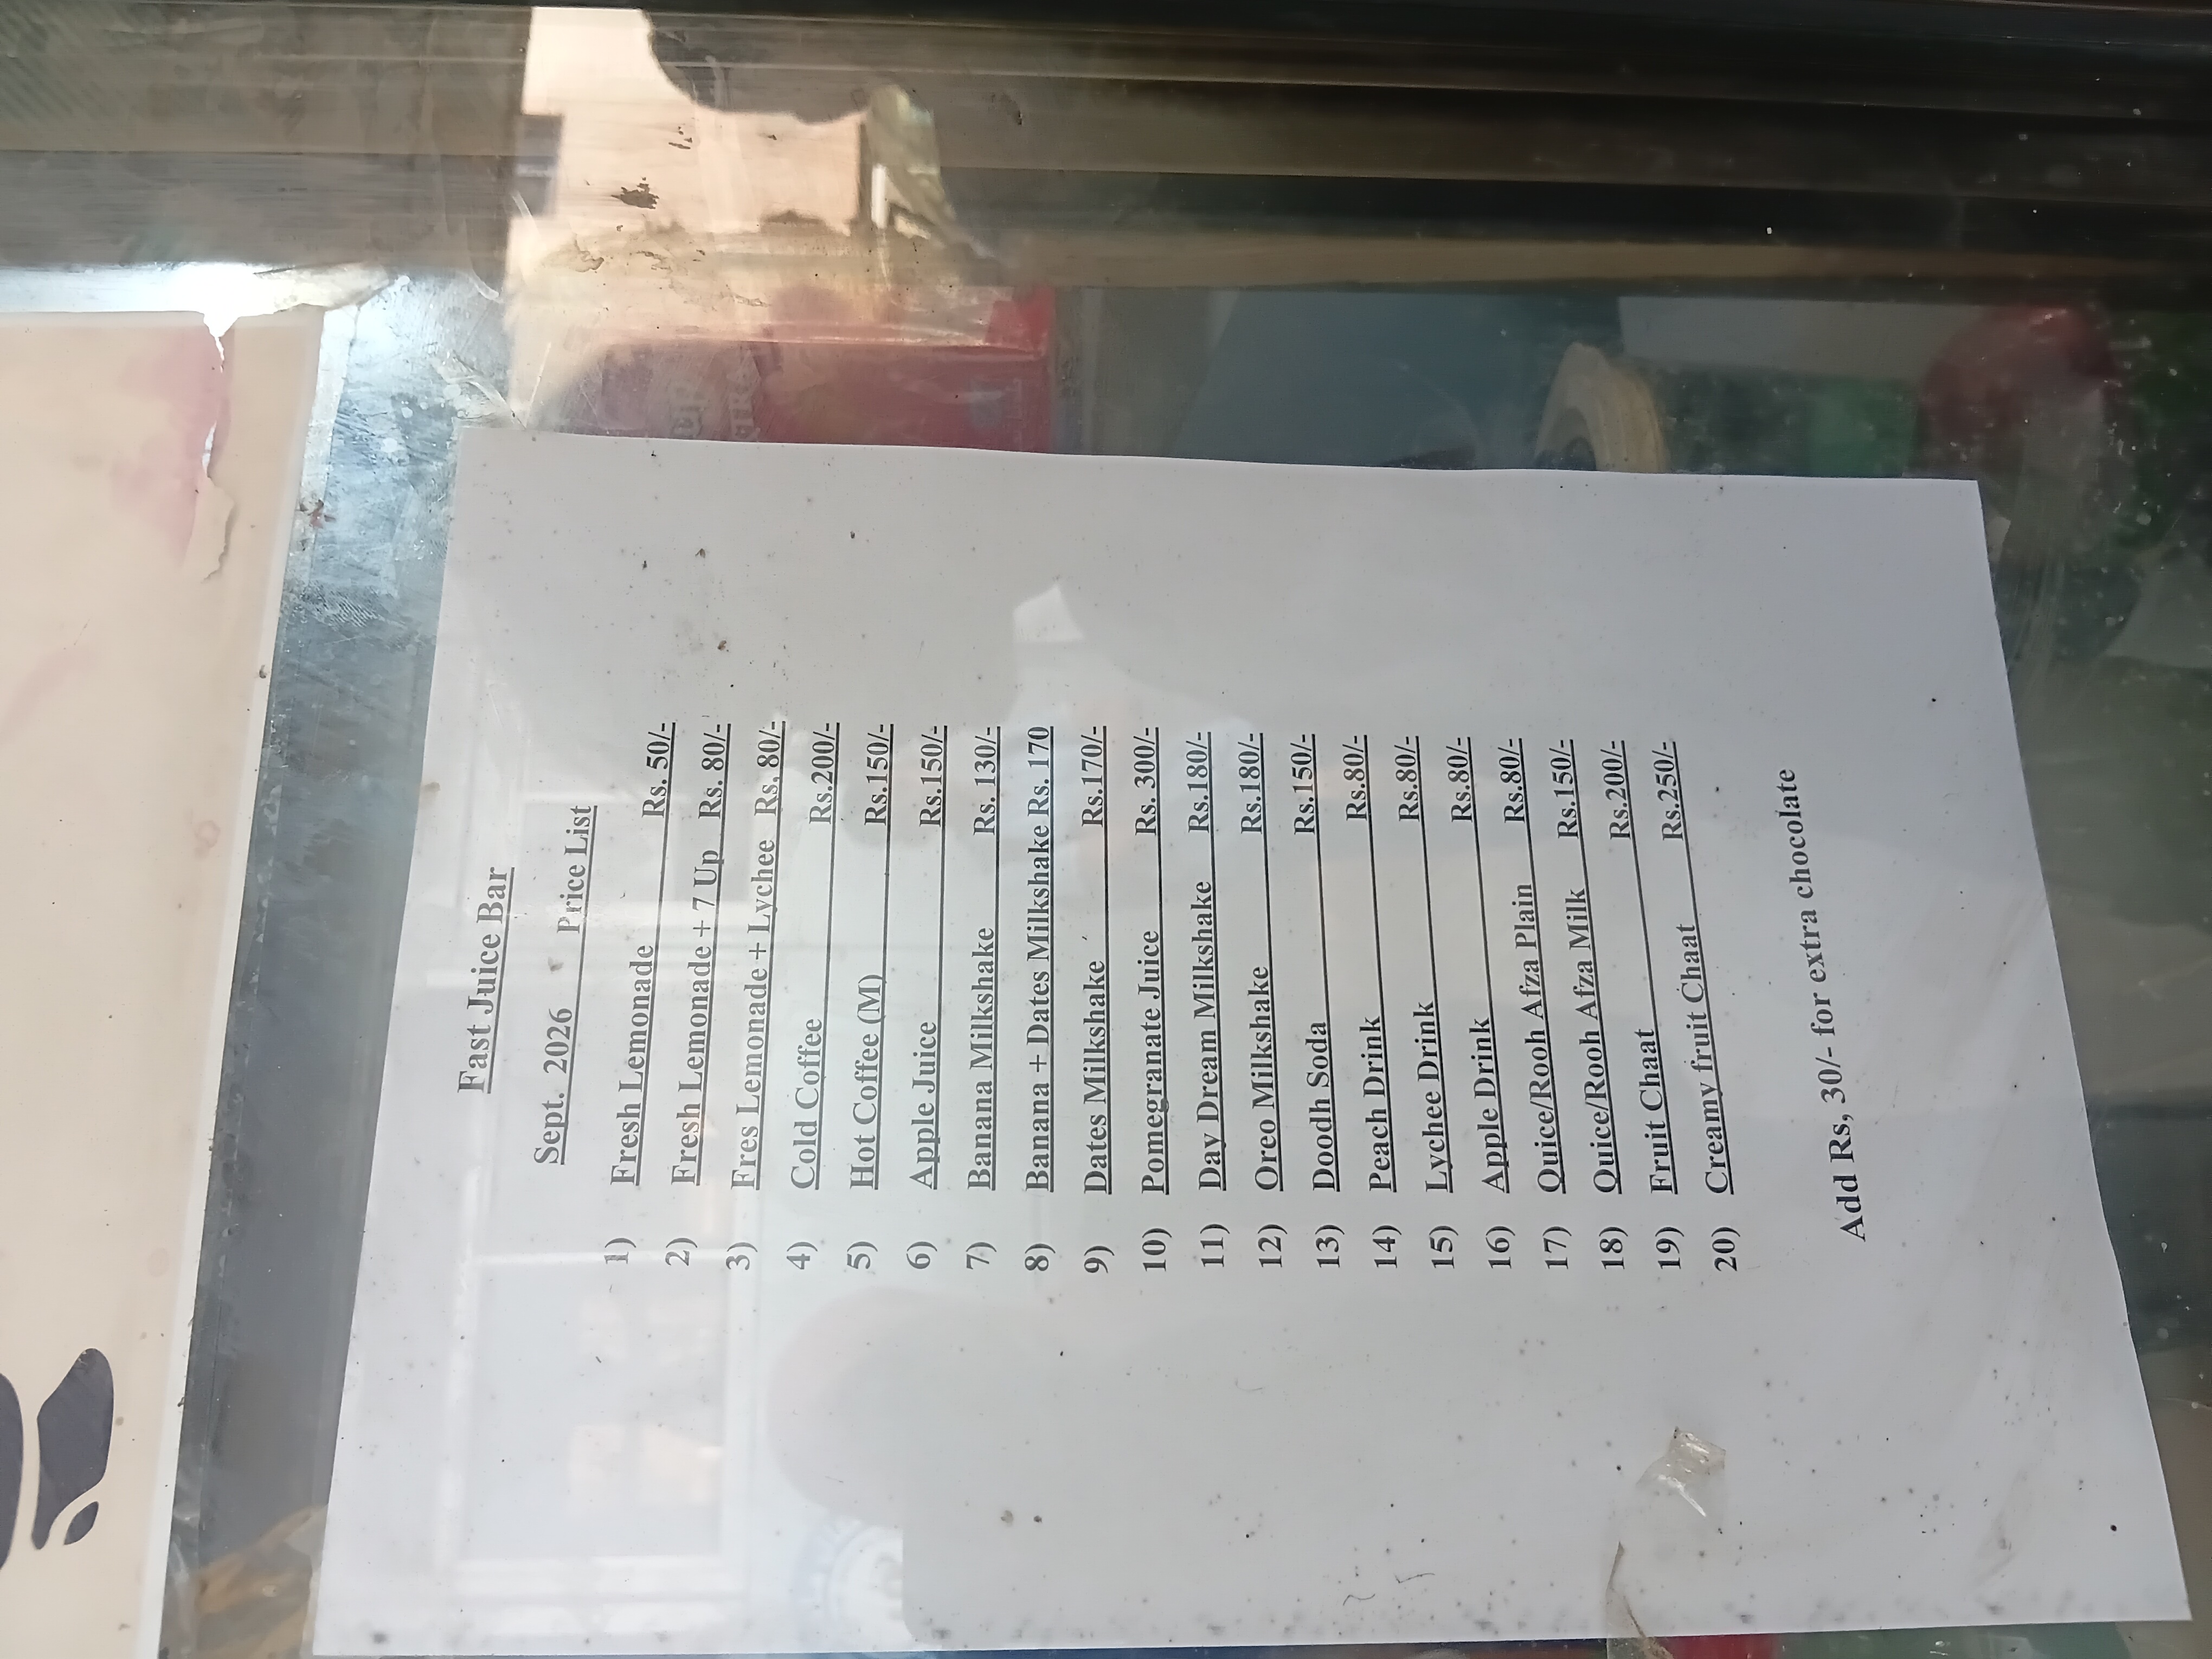 Fast Juice Bar
Sept. 2026 Price List
1) Fresh Lemonade Rs. 50/-
2) Fresh Lemonade + 7 Up Rs. 80/-
3) Fres Lemonade + Lychee Rs, 80/-
4) Cold Coffee Rs.200/-
5) Hot Coffee (M) Rs.150/-
6) Apple Juice Rs.150/-
7) Banana Milkshake Rs. 130/-
8) Banana + Dates Milkshake Rs. 170
9) Dates Milkshake Rs.170/-
10) Pomegranate Juice Rs. 300/-
11) Day Dream Milkshake Rs.180/-
12) Oreo Milkshake Rs.180/-
13) Doodh Soda Rs.150/-
14) Peach Drink Rs.80/-
15) Lychee Drink Rs.80/-
16) Apple Drink Rs.80/-
17) Quice/Rooh Afza Plain Rs.80/-
18) Quice/Rooh Afza Milk Rs.150/-
19) Fruit Chaat Rs.200/-
20) Creamy fruit Chaat Rs.250/-
Add Rs, 30/- for extra chocolate